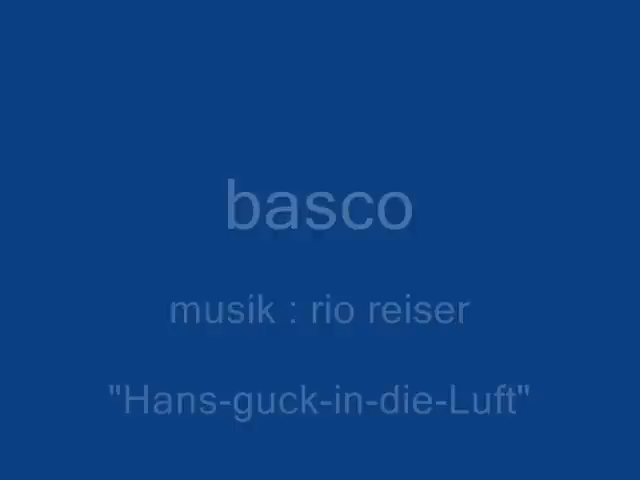 basco
musik : rio reiser
"Hans-guck-in-die-Luft"